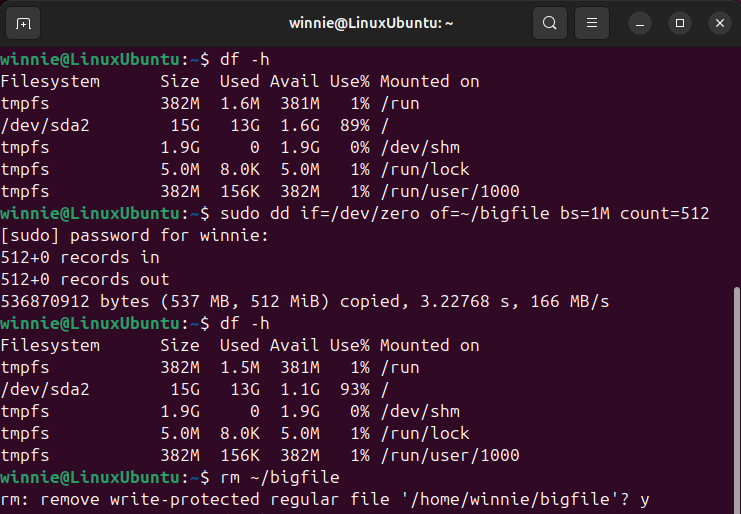 winnie@LinuxUbuntu: ~
winnie@LinuxUbuntu:~$ df -h
Filesystem      Size  Used Avail Use% Mounted on
tmpfs           382M  1.6M  381M   1% /run
/dev/sda2        15G   13G  1.6G  89% /
tmpfs           1.9G     0  1.9G   0% /dev/shm
tmpfs           5.0M  8.0K  5.0M   1% /run/lock
tmpfs           382M  156K  382M   1% /run/user/1000
winnie@LinuxUbuntu:~$ sudo dd if=/dev/zero of=~/bigfile bs=1M count=512
[sudo] password for winnie:
512+0 records in
512+0 records out
536870912 bytes (537 MB, 512 MiB) copied, 3.22768 s, 166 MB/s
winnie@LinuxUbuntu:~$ df -h
Filesystem      Size  Used Avail Use% Mounted on
tmpfs           382M  1.5M  381M   1% /run
/dev/sda2        15G   13G  1.1G  93% /
tmpfs           1.9G     0  1.9G   0% /dev/shm
tmpfs           5.0M  8.0K  5.0M   1% /run/lock
tmpfs           382M  156K  382M   1% /run/user/1000
winnie@LinuxUbuntu:~$ rm ~/bigfile
rm: remove write-protected regular file '/home/winnie/bigfile'? y